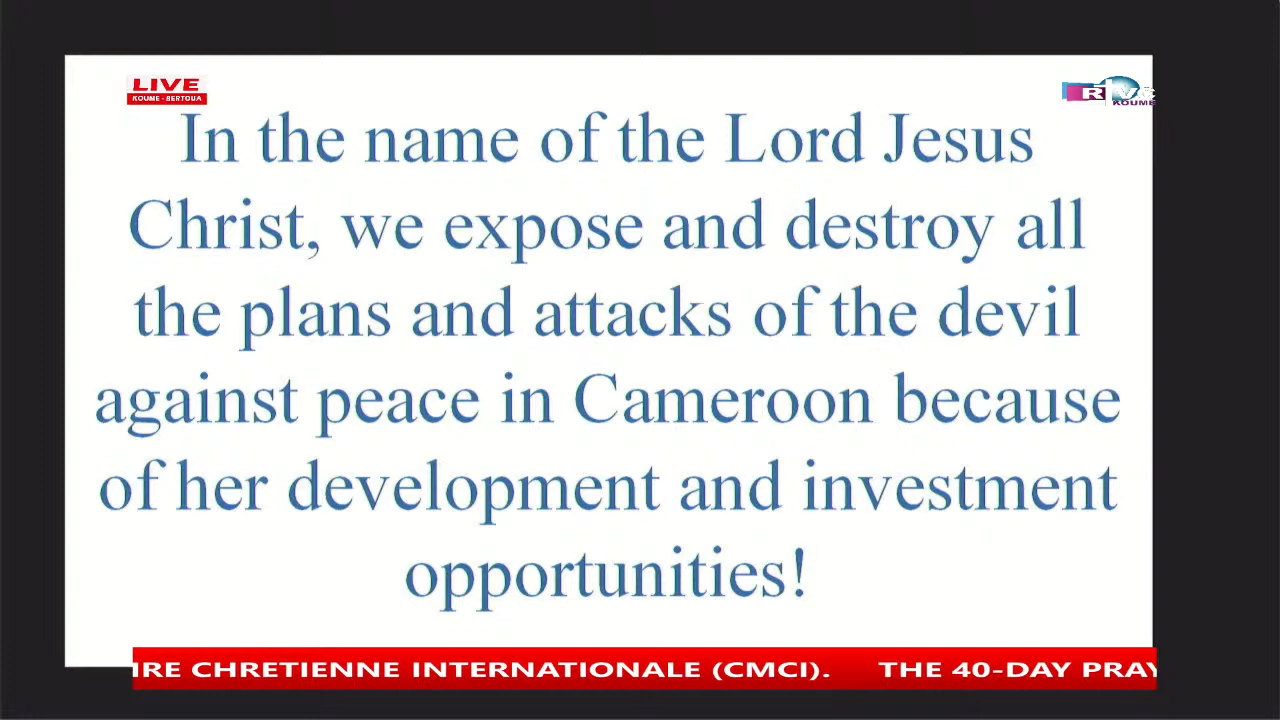 LIVE
KOUME - BERTOUA
In the name of the Lord Jesus
Christ, we expose and destroy all
the plans and attacks of the devil
against peace in Cameroon because
of her development and investment
opportunities!
KOUME
IRE CHRETIENNE INTERNATIONALE (CMCI). THE 40-DAY PRAY